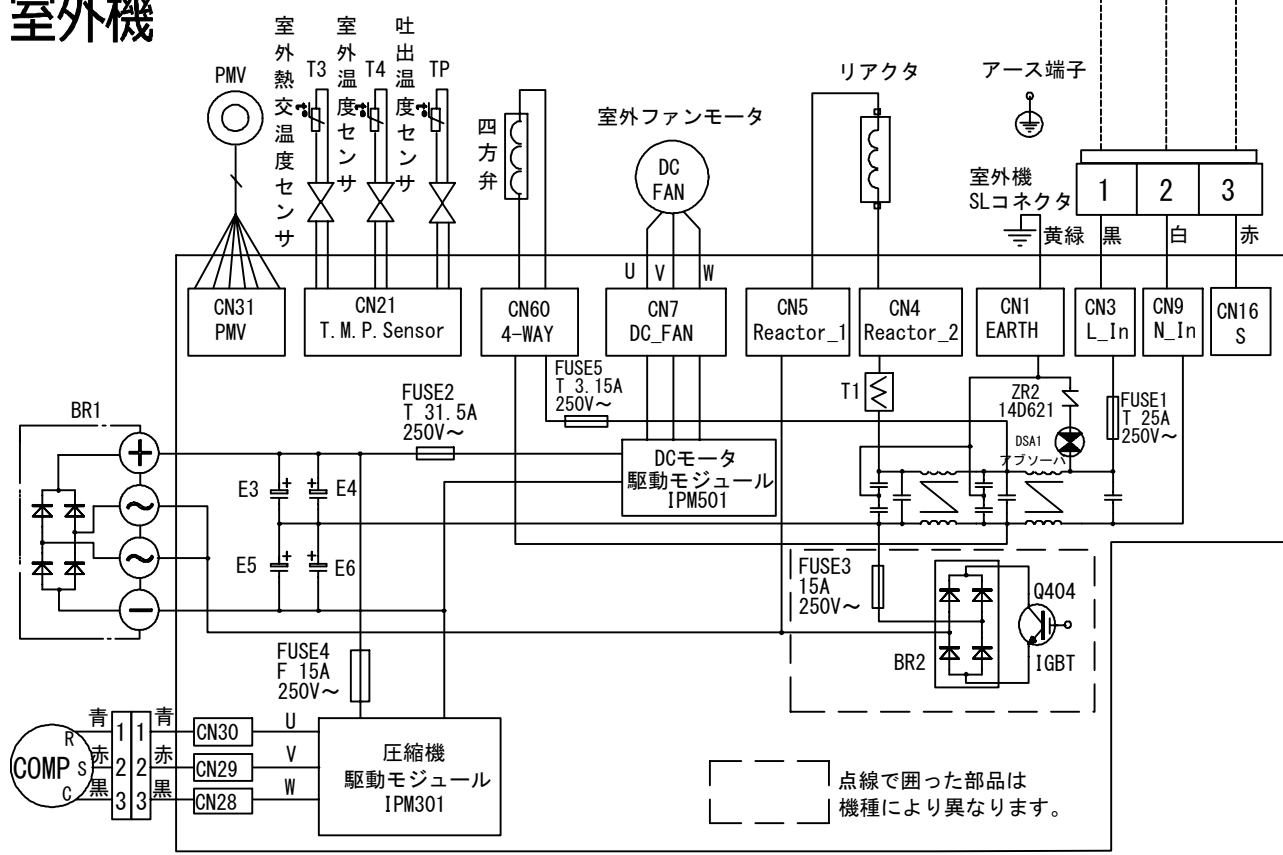 室外機
室外熱交温度センサ
T3
室外温度センサ
T4
吐出温度センサ
TP
PMV
四方弁
室外ファンモータ
DC
FAN
リアクタ
アース端子
室外機
SLコネクタ
1 2 3
黄緑 黒 白 赤
U V W
CN31
PMV
CN21
T.M.P.Sensor
CN60
4-WAY
CN7
DC_FAN
CN5
Reactor_1
CN4
Reactor_2
CN1
EARTH
CN3
L_In
CN9
N_In
CN16
S
BR1
FUSE2
T 31.5A
250V～
FUSE5
T 3.15A
250V～
T1
ZR2
14D621
DSA1
アブソーバ
FUSE1
T 25A
250V～
DCモータ
駆動モジュール
IPM501
E3 + + E4
E5 + + E6
FUSE3
15A
250V～
Q404
BR2
IGBT
FUSE4
F 15A
250V～
COMP
R 青 1 1 青 CN30 U
S 赤 2 2 赤 CN29 V
C 黒 3 3 黒 CN28 W
圧縮機
駆動モジュール
IPM301
点線で囲った部品は
機種により異なります。